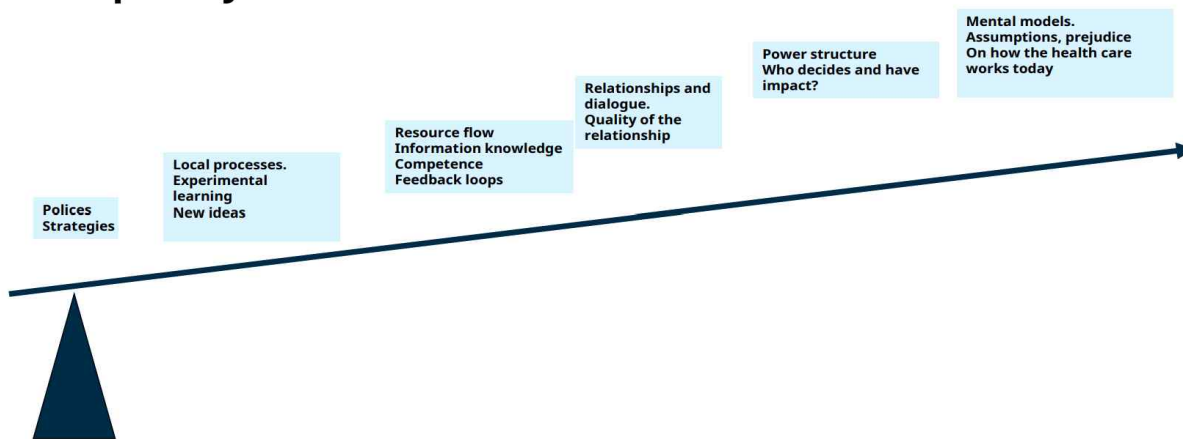 Polices
Strategies
Local processes.
Experimental
learning
New ideas
Resource flow
Information knowledge
Competence
Feedback loops
Relationships and
dialogue.
Quality of the
relationship
Power structure
Who decides and have
impact?
Mental models.
Assumptions, prejudice
On how the health care
works today